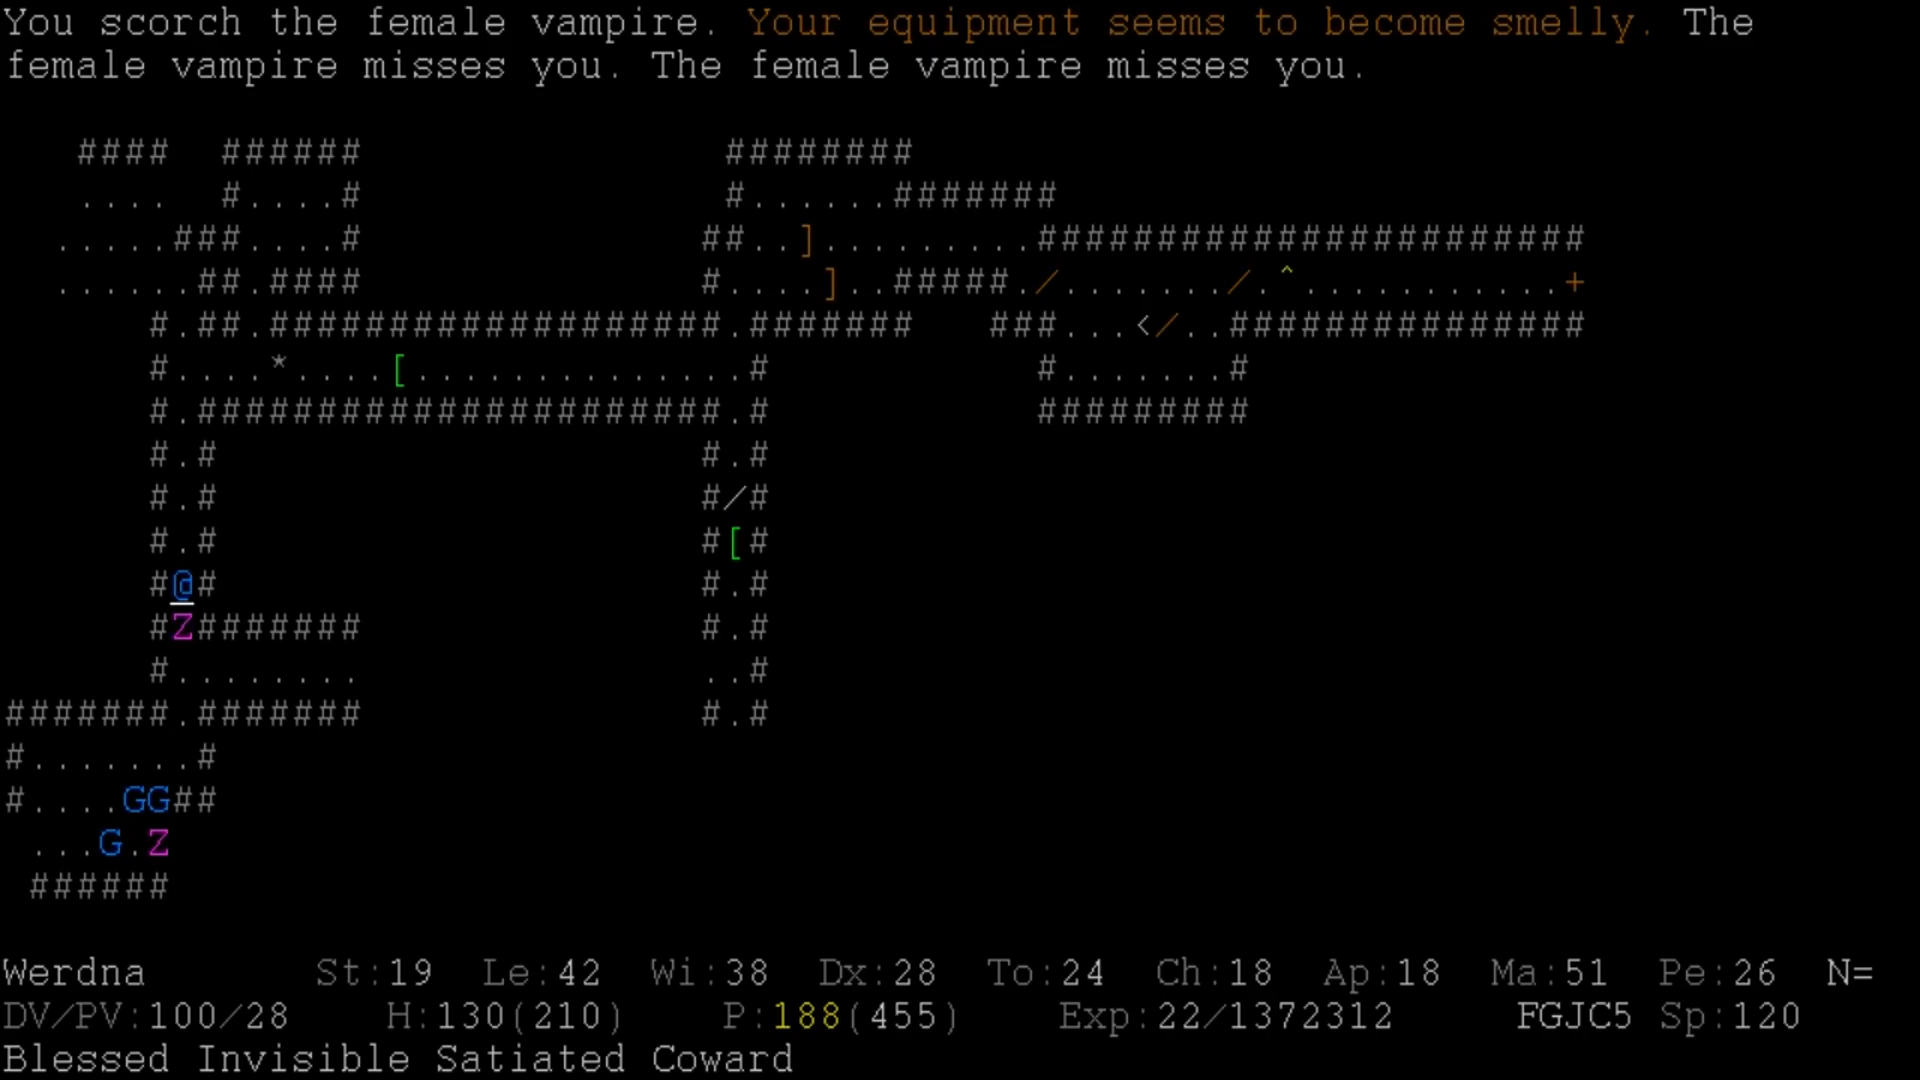 You scorch the female vampire. Your equipment seems to become smelly. The
female vampire misses you. The female vampire misses you.
####  ######               ########
....  #....#               #......#######
.....###....#              ##..].........#######################
......##.####              #....]..#####./......./.^...........+
#.##.###################.#######   ###...</..###############
#....*....[.............#           #.......#
#.######################.#           #########
#.#                    #.#
#.#                    #/#
#.#                    #[#
#@#                    #.#
#Z#######              #.#
#........              ..#
#######.#######              #.#
#.......#
#....GG##
...G.Z
######
Werdna       St:19  Le:42  Wi:38  Dx:28  To:24  Ch:18  Ap:18  Ma:51  Pe:26  N=
DV/PV:100/28    H:130(210)    P:188(455)    Exp:22/1372312    FGJC5 Sp:120
Blessed Invisible Satiated Coward